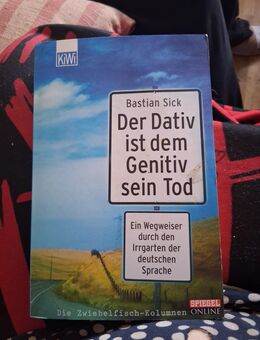 KiWi
Bastian Sick
Der Dativ
ist dem
Genitiv
sein Tod
Ein Wegweiser
durch den
Irrgarten der
deutschen
Sprache
Die Zwiebelfisch-Kolumnen
SPIEGEL
ONLINE